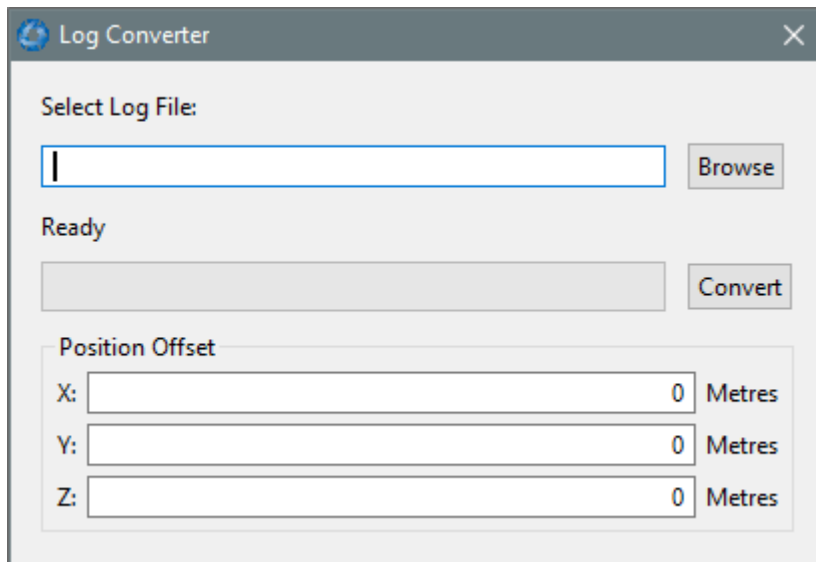 Log Converter
Select Log File:
Browse
Ready
Convert
Position Offset
X: 0 Metres
Y: 0 Metres
Z: 0 Metres